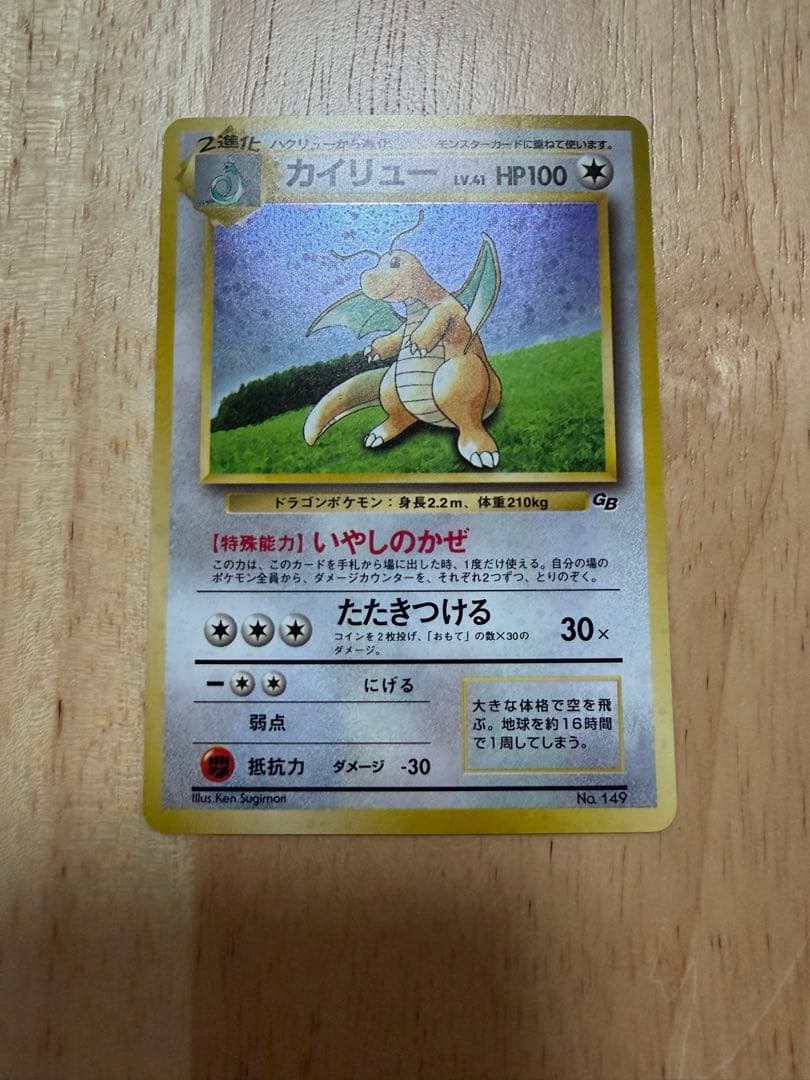 2進化 ハクリューから進化 モンスターカードに重ねて使います。
カイリュー LV.41 HP100
ドラゴンポケモン：身長2.2m、体重210kg GB
【特殊能力】いやしのかぜ
この力は、このカードを手札から場に出した時、1度だけ使える。自分の場の
ポケモン全員から、ダメージカウンターを、それぞれ2つずつ、とりのぞく。
たたきつける 30×
コインを2枚投げ、「おもて」の数×30の
ダメージ。
ー にげる
弱点
抵抗力 ダメージ -30
大きな体格で空を飛
ぶ。地球を約16時間
で1周してしまう。
Illus.Ken Sugimori No.149